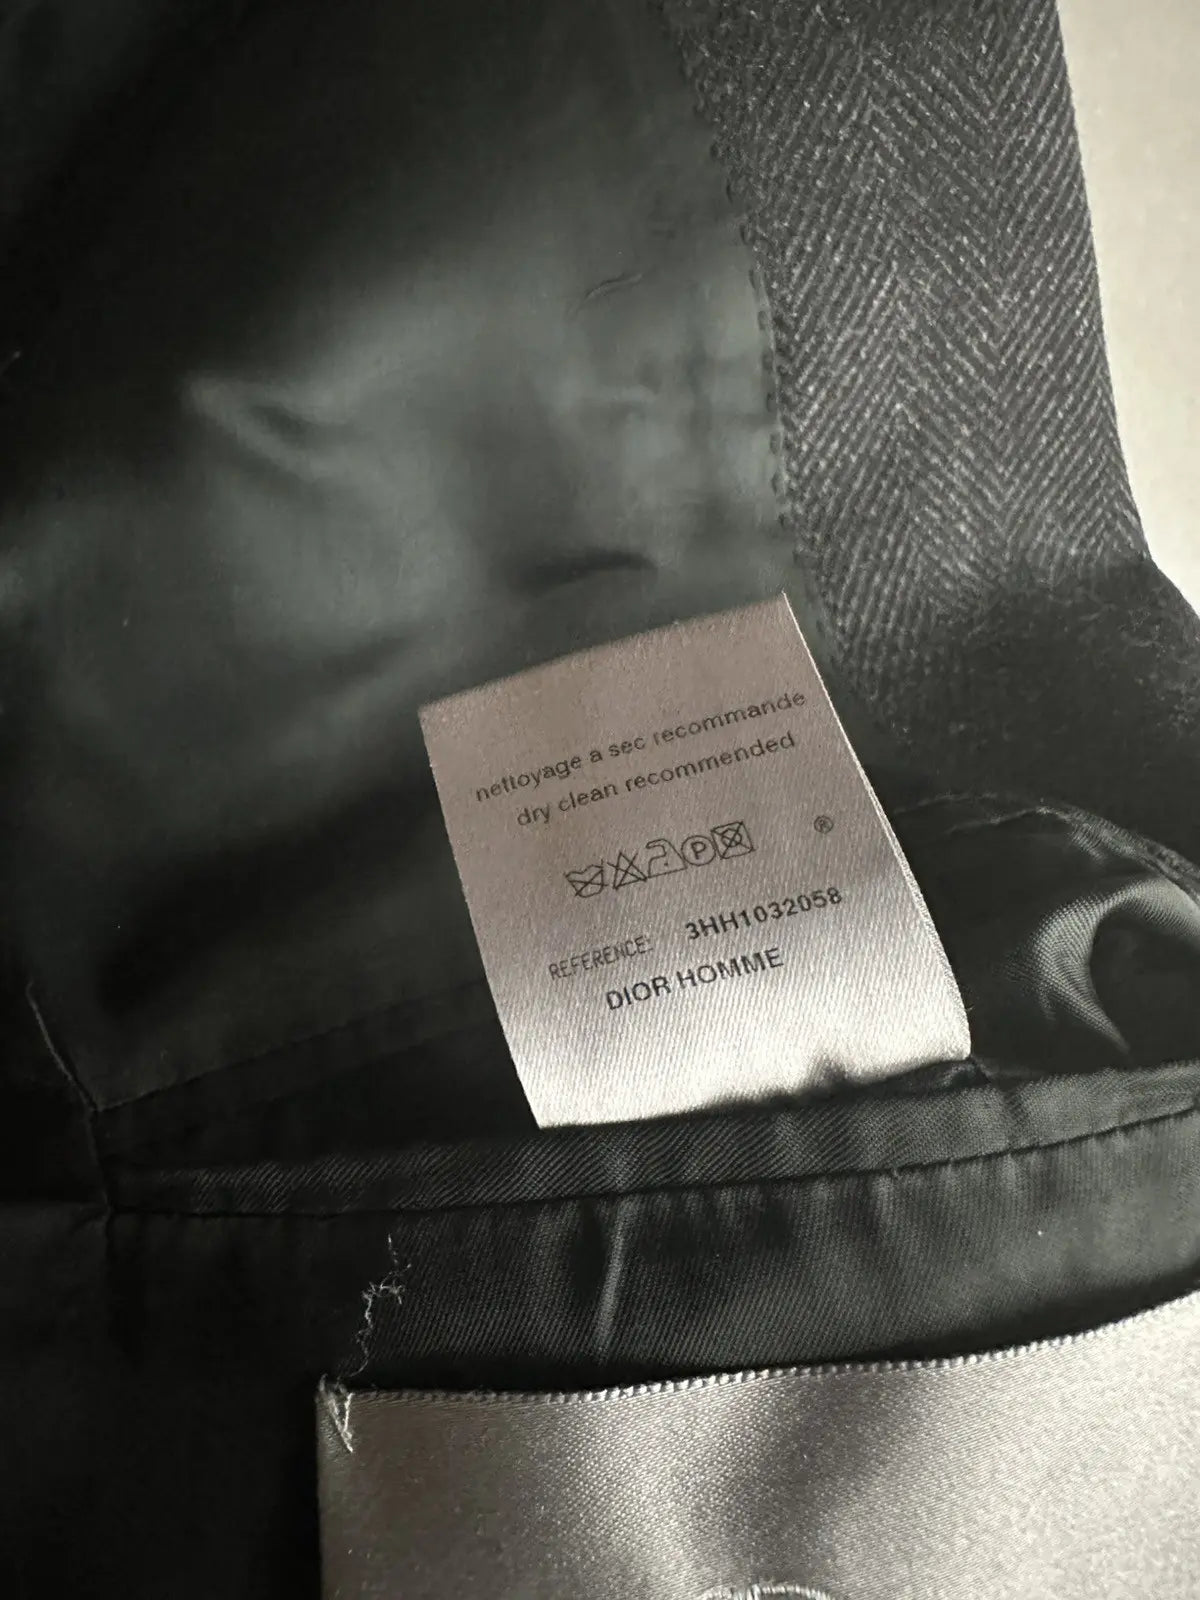 nettoyage a sec recommande
dry clean recommended
P
®
REFERENCE: 3HH1032058
DIOR HOMME